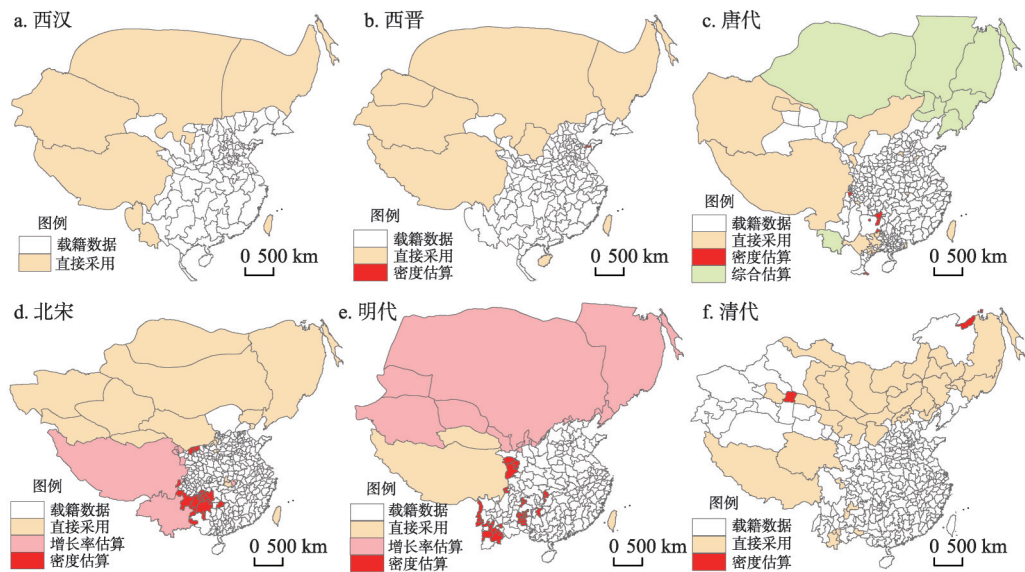 a. 西汉
图例
载籍数据
直接采用
0 500 km
b. 西晋
图例
载籍数据
直接采用
密度估算
0 500 km
c. 唐代
图例
载籍数据
直接采用
密度估算
综合估算
0 500 km
d. 北宋
图例
载籍数据
直接采用
增长率估算
密度估算
0 500 km
e. 明代
图例
载籍数据
直接采用
增长率估算
密度估算
0 500 km
f. 清代
图例
载籍数据
直接采用
密度估算
0 500 km